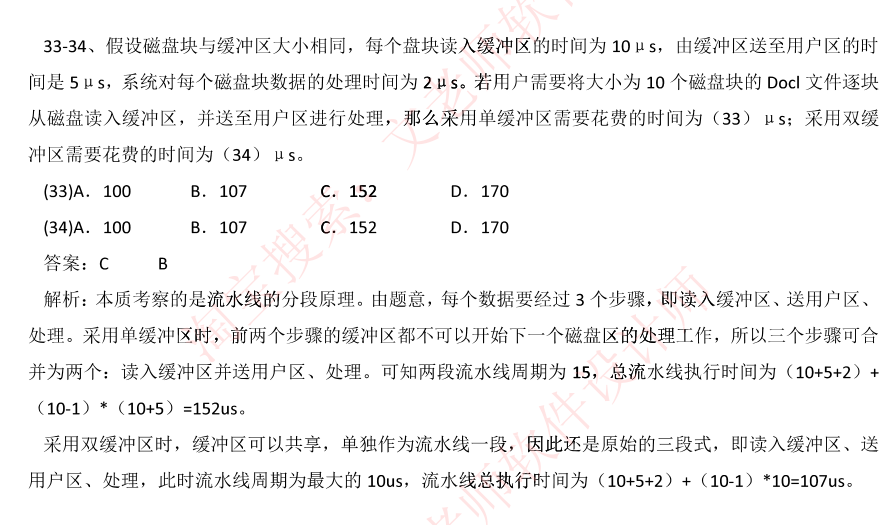 33-34、假设磁盘块与缓冲区大小相同，每个盘块读入缓冲区的时间为 10μs，由缓冲区送至用户区的时
间是 5μs，系统对每个磁盘块数据的处理时间为 2μs。若用户需要将大小为 10 个磁盘块的 Docl 文件逐块
从磁盘读入缓冲区，并送至用户区进行处理，那么采用单缓冲区需要花费的时间为（33）μs；采用双缓
冲区需要花费的时间为（34）μs。
(33)A．100 B．107 C．152 D．170
(34)A．100 B．107 C．152 D．170
答案：C B
解析：本质考察的是流水线的分段原理。由题意，每个数据要经过 3 个步骤，即读入缓冲区、送用户区、
处理。采用单缓冲区时，前两个步骤的缓冲区都不可以开始下一个磁盘区的处理工作，所以三个步骤可合
并为两个：读入缓冲区并送用户区、处理。可知两段流水线周期为 15，总流水线执行时间为（10+5+2）+
（10-1）*（10+5）=152us。
采用双缓冲区时，缓冲区可以共享，单独作为流水线一段，因此还是原始的三段式，即读入缓冲区、送
用户区、处理，此时流水线周期为最大的 10us，流水线总执行时间为（10+5+2）+（10-1）*10=107us。
淘宝搜索：文老师软
老师软件设计师